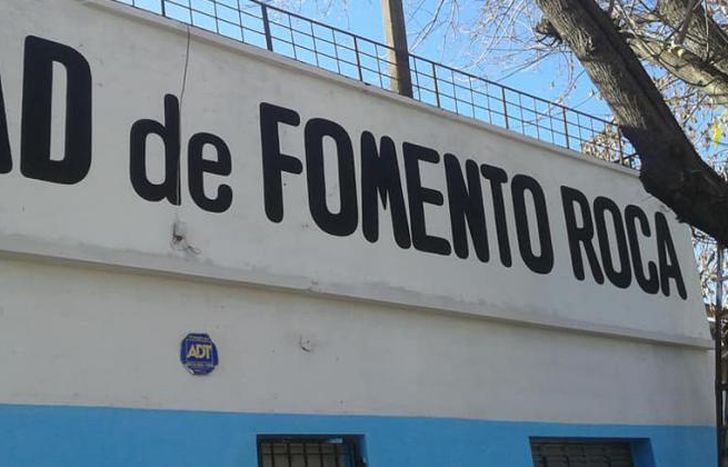 AD de FOMENTO ROCA
ADT